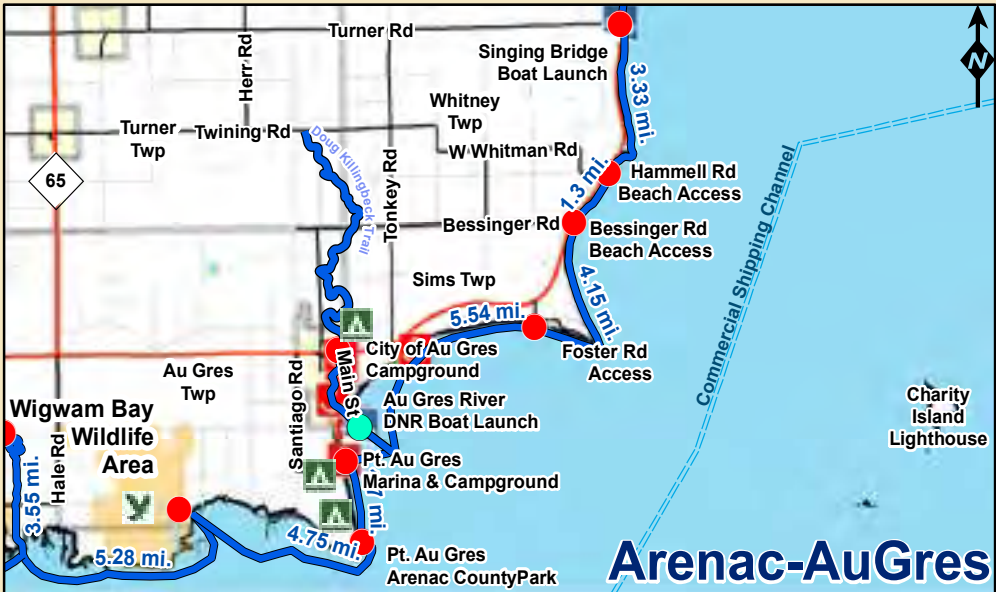 Turner Rd
Herr Rd
Singing Bridge
Boat Launch
3.33 mi.
N
Whitney
Twp
Turner
Twp
Twining Rd
Doug Killingbeck Trail
W Whitman Rd
Tonkey Rd
65
1.3 mi.
Hammell Rd
Beach Access
Bessinger Rd
Bessinger Rd
Beach Access
Commercial Shipping Channel
Sims Twp
4.15 mi.
5.54 mi.
Foster Rd
Access
Main St
City of Au Gres
Campground
Au Gres
Twp
Santiago Rd
Au Gres River
DNR Boat Launch
Charity
Island
Lighthouse
Wigwam Bay
Wildlife
Area
Hale Rd
3.55 mi.
Pt. Au Gres
Marina & Campground
7 mi.
5.28 mi.
4.75 mi.
Pt. Au Gres
Arenac CountyPark
Arenac-AuGres